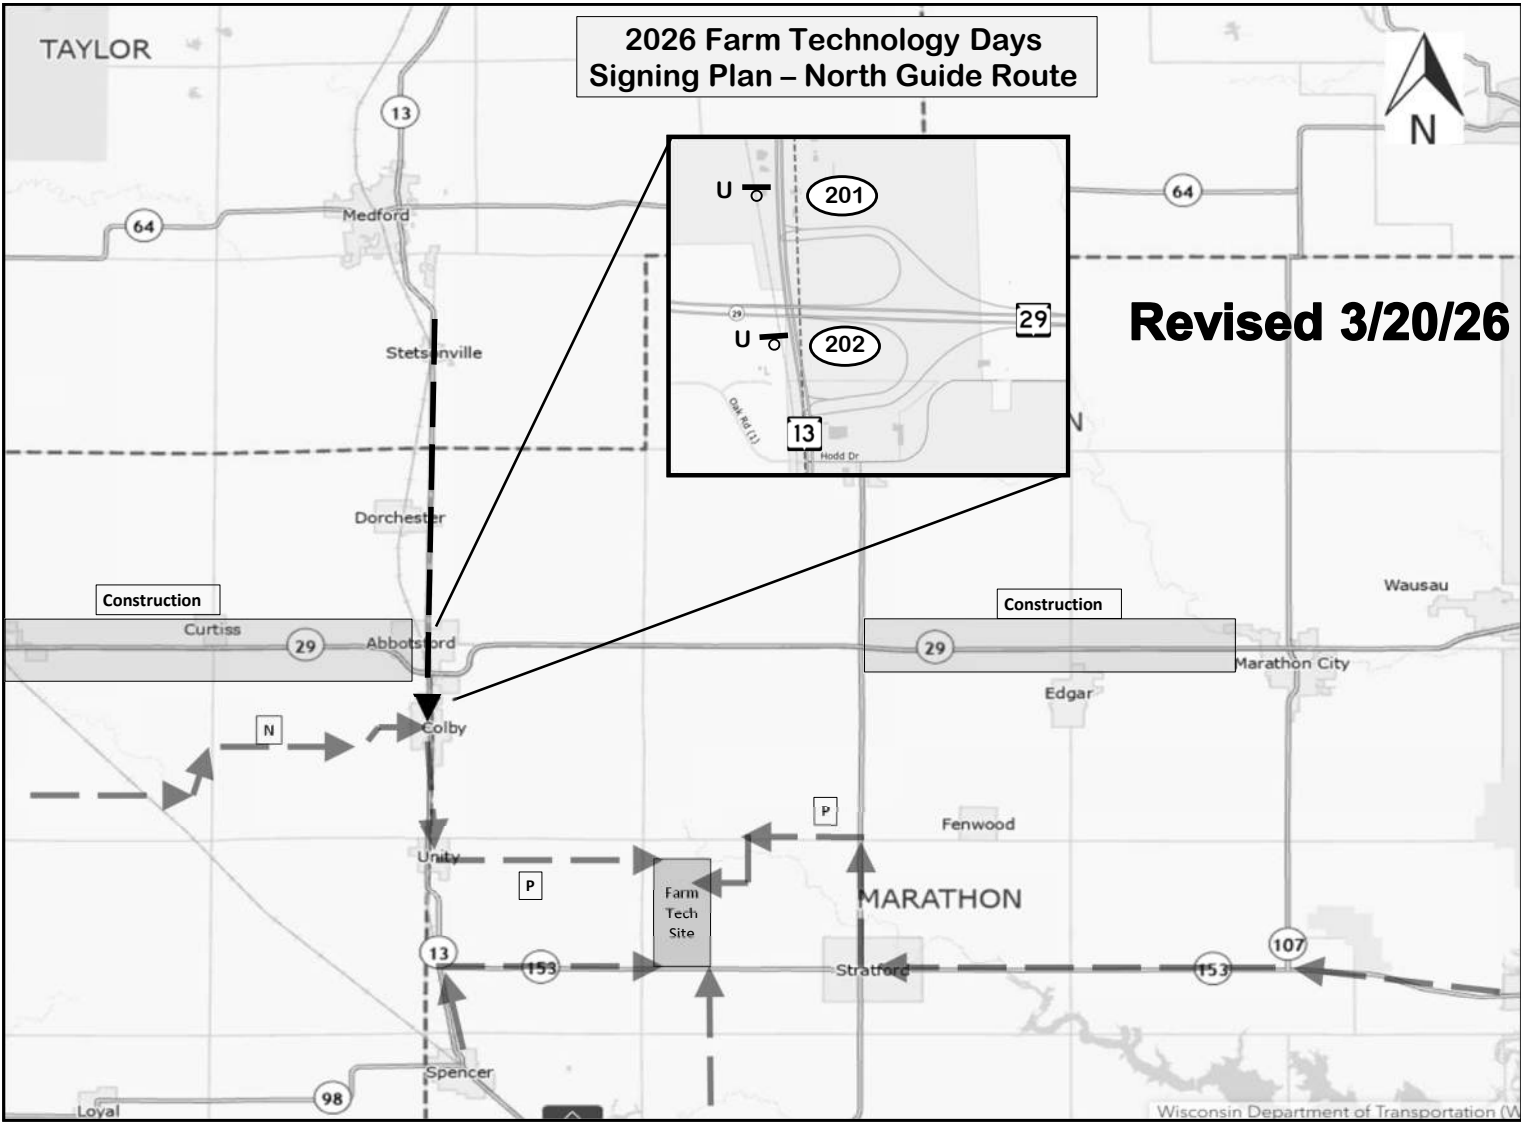 TAYLOR
2026 Farm Technology Days
Signing Plan – North Guide Route
N
13
64
Medford
64
U
201
29
29
U
202
Oak Rd (1)
13
Hodd Dr
Revised 3/20/26
N
Stetsonville
Dorchester
Construction
Construction
Wausau
Curtiss
29
Abbotsford
29
Marathon City
Edgar
N
Colby
P
Fenwood
Unity
P
Farm
Tech
Site
MARATHON
13
153
Stratford
153
107
Spencer
98
Loyal
Wisconsin Department of Transportation (W